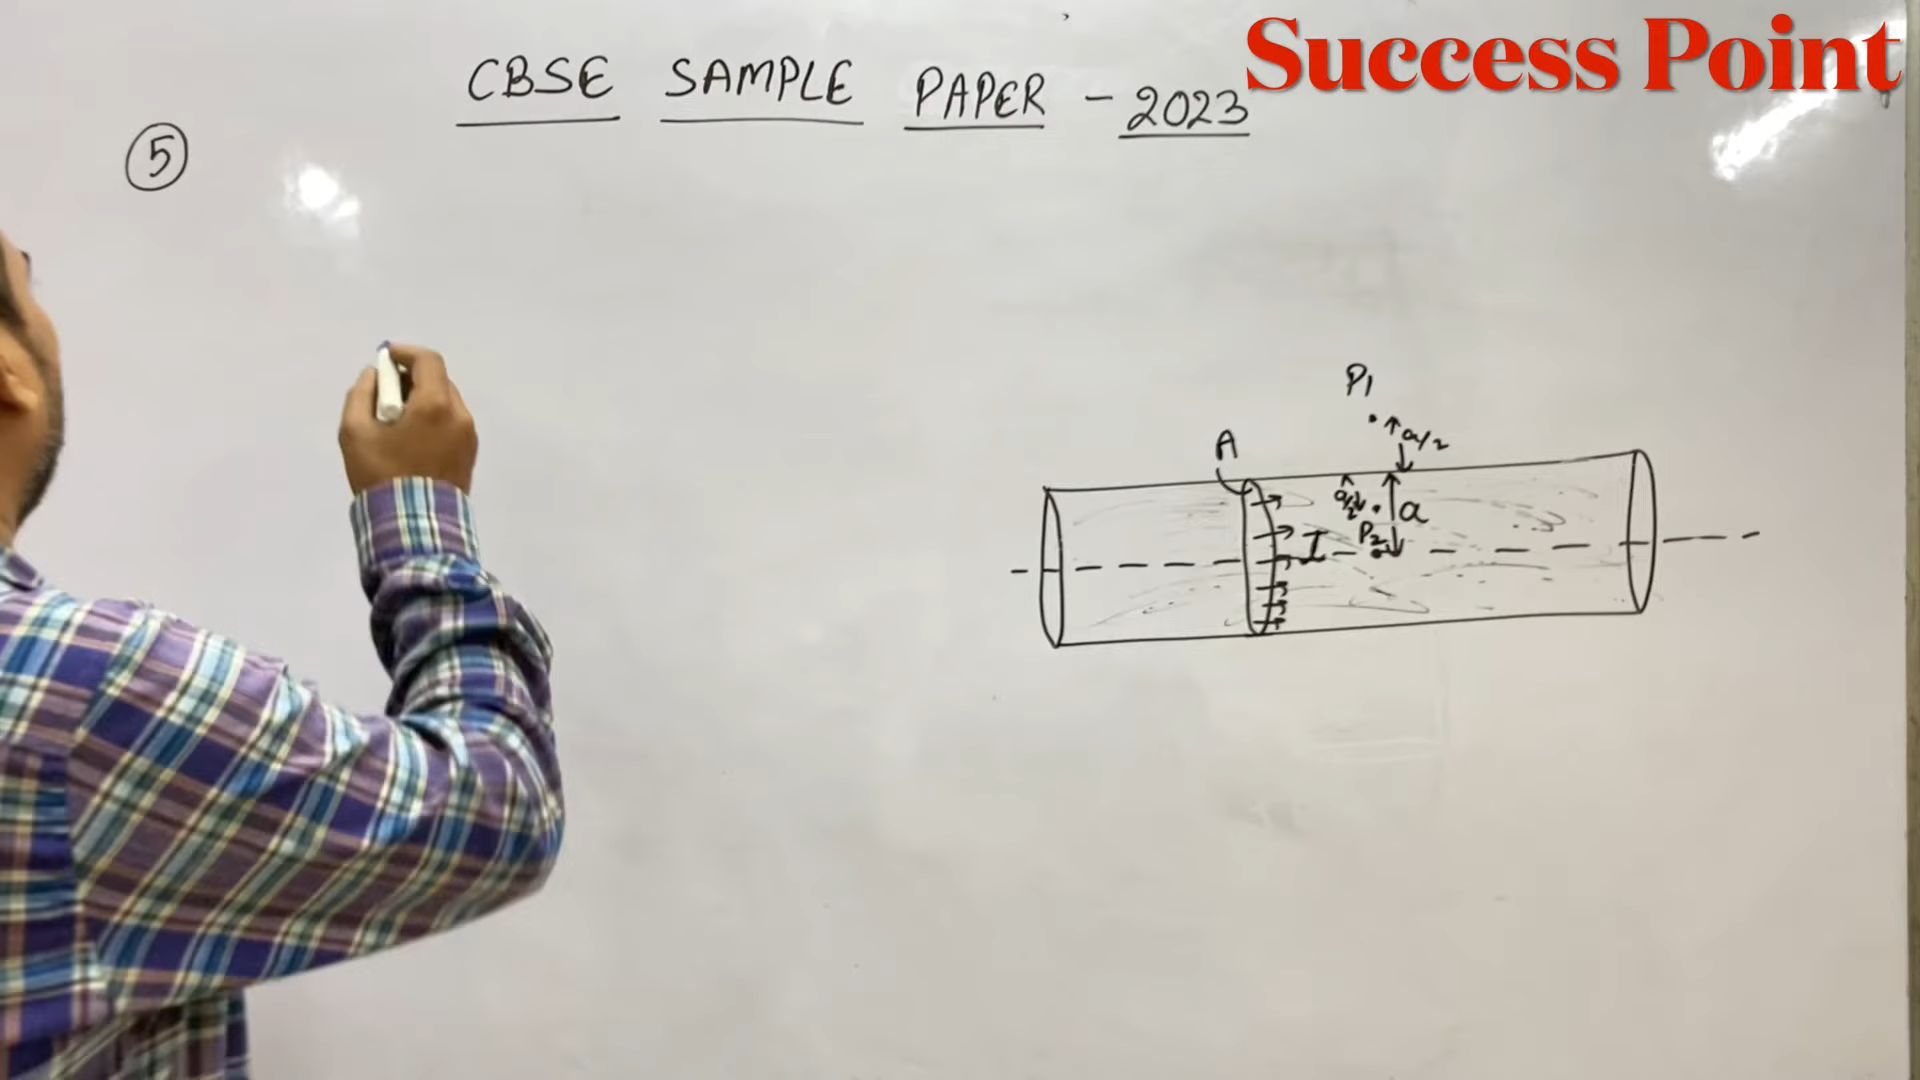 Success Point
CBSE SAMPLE PAPER - 2023
5
P1
a/2
A
a/2
a
P2
I